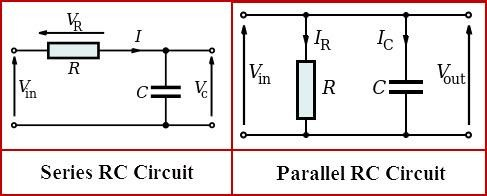 V_R
I
R
V_in
C
V_c
Series RC Circuit
I_R
I_C
V_in
R
C
V_out
Parallel RC Circuit